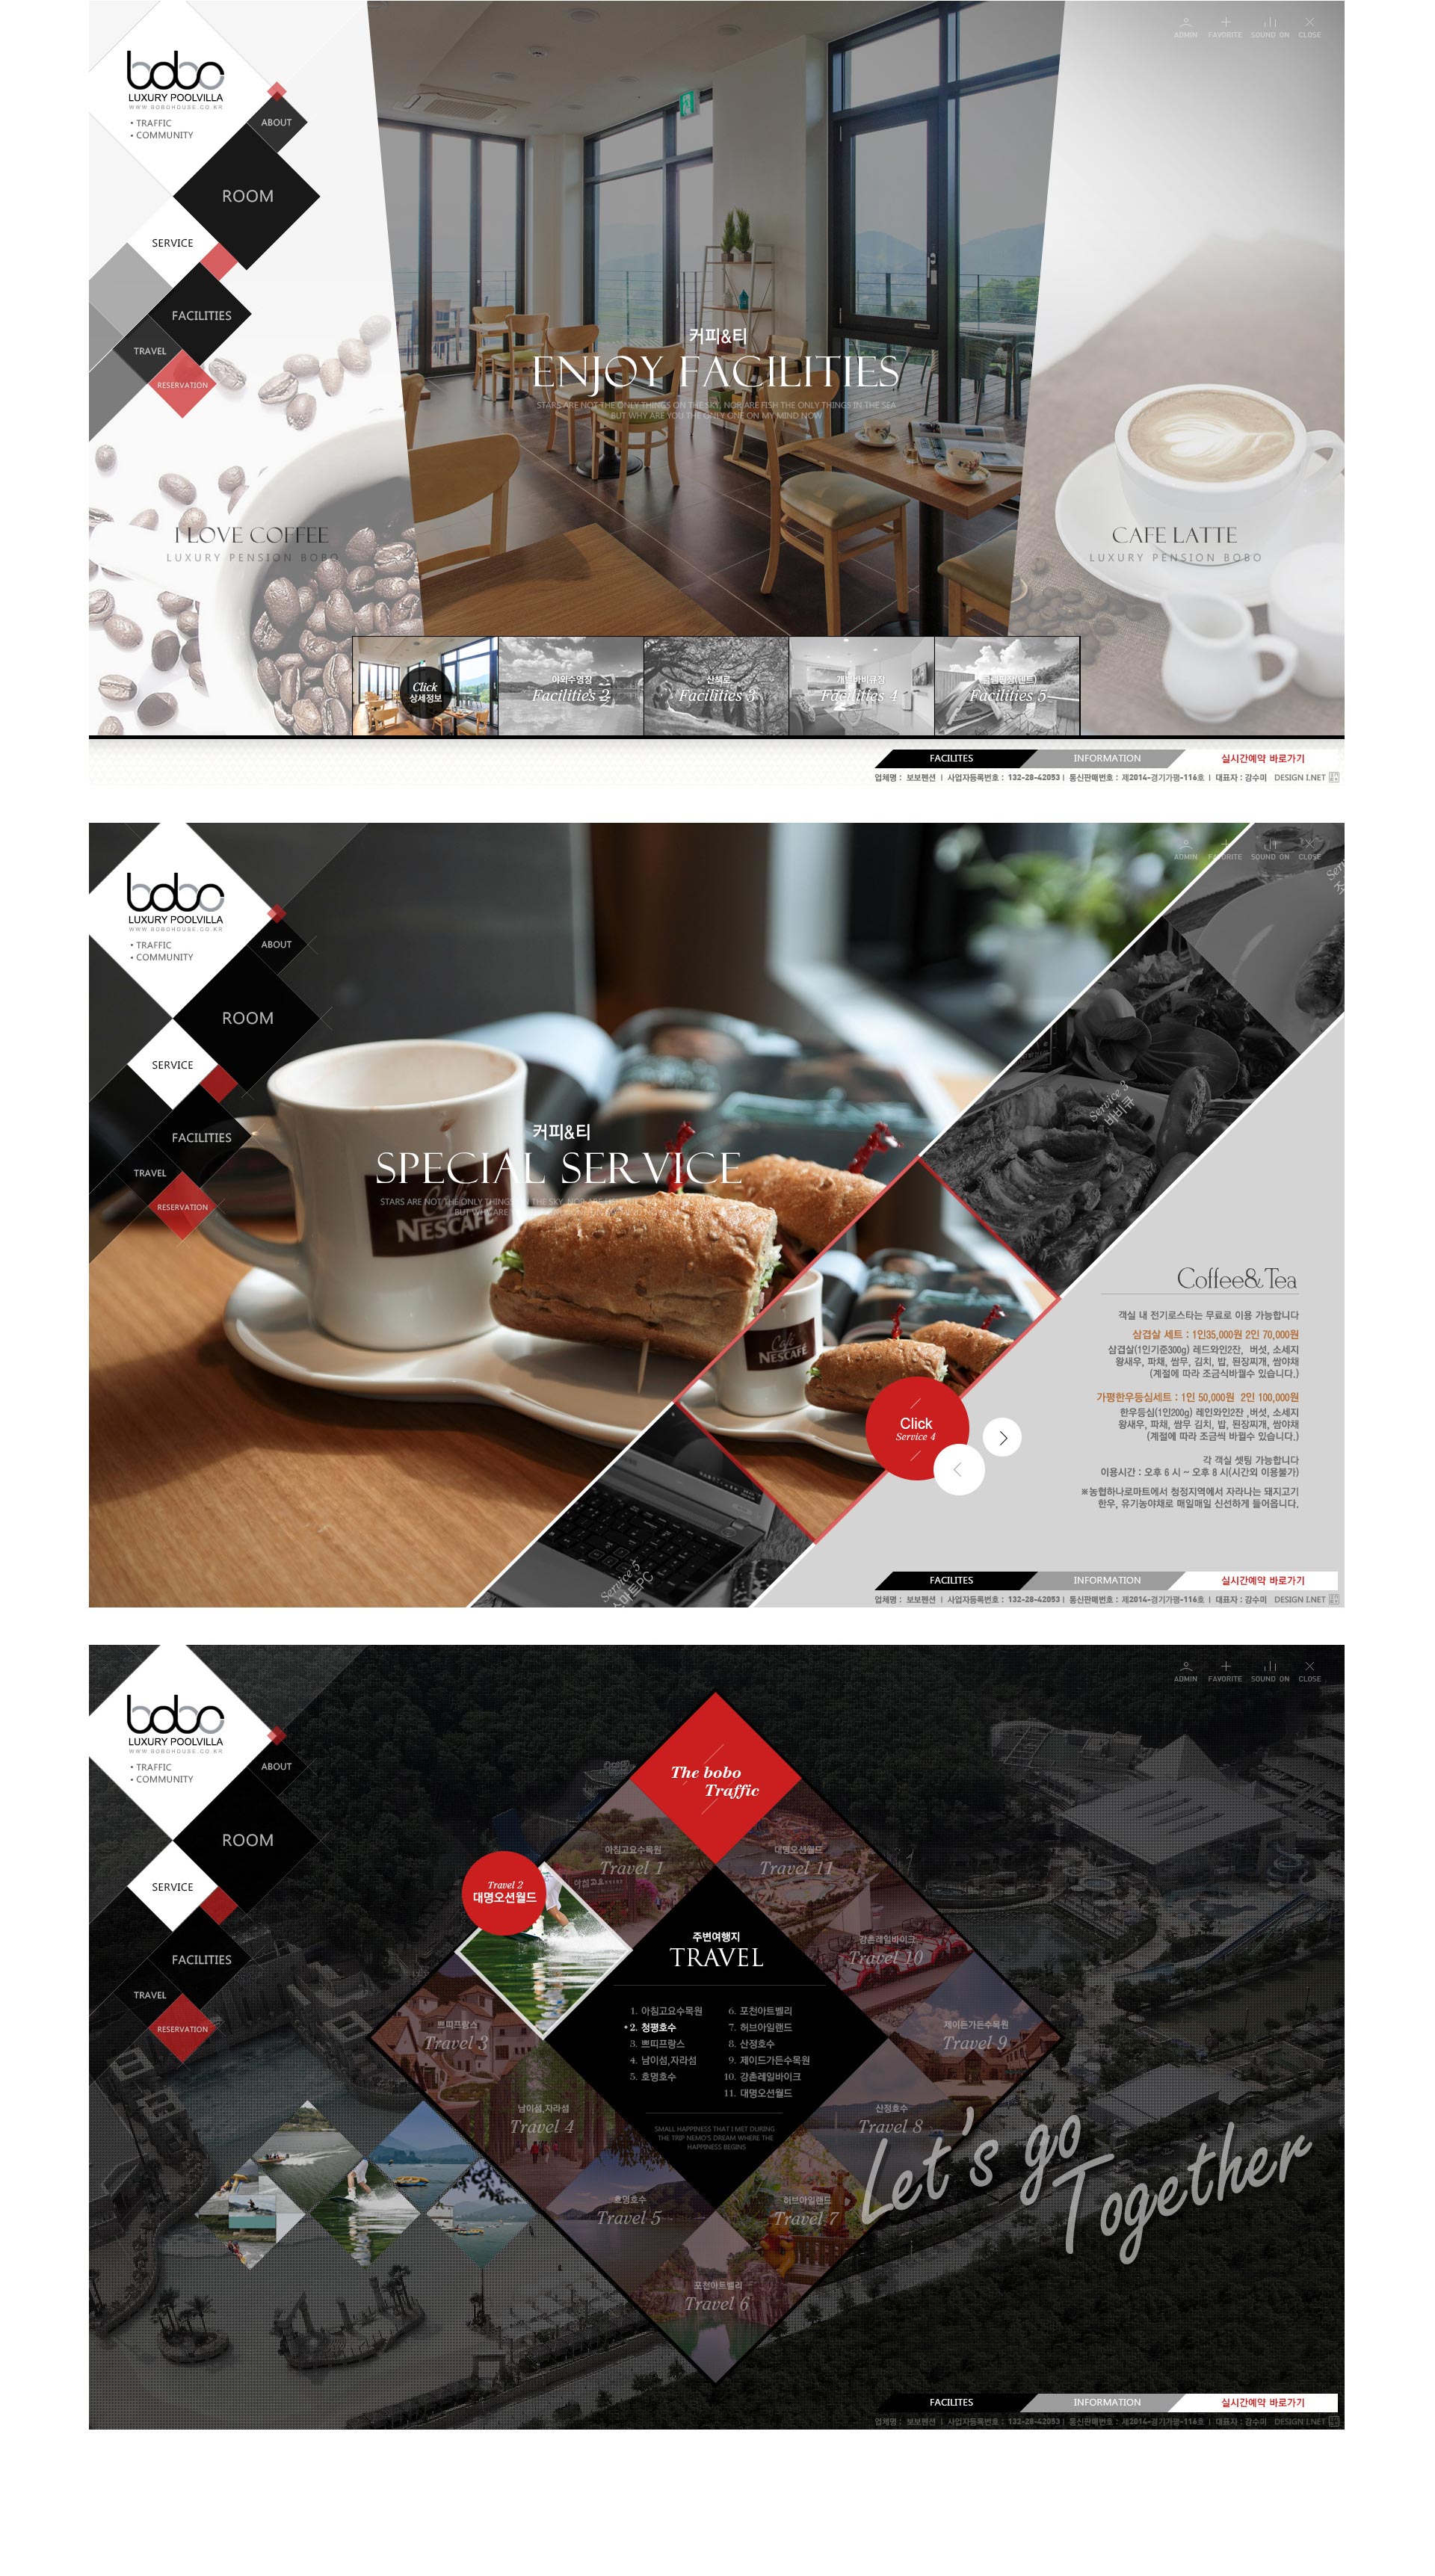 bobo
LUXURY POOLVILLA
WWW.BOBOHOUSE.CO.KR
• TRAFFIC
• COMMUNITY
ABOUT
ROOM
SERVICE
FACILITIES
TRAVEL
RESERVATION
ADMIN FAVORITE SOUND ON CLOSE
커피&티
ENJOY FACILITIES
STARS ARE NOT THE ONLY THINGS ON THE SKY, NOR ARE FISH THE ONLY THINGS IN THE SEA
BUT WHY ARE YOU THE ONLY ONE ON MY MIND NOW
I LOVE COFFEE
LUXURY PENSION BOBO
CAFE LATTE
LUXURY PENSION BOBO
Click
상세정보
야외수영장
Facilities 2
산책로
Facilities 3
개별바비큐장
Facilities 4
Facilities 5
FACILITES INFORMATION 실시간예약 바로가기
업체명 : 보보펜션 | 사업자등록번호 : 132-28-42053 | 통신판매번호 : 제2014-경기가평-116호 | 대표자 : 강수미 DESIGN I.NET
bobo
LUXURY POOLVILLA
WWW.BOBOHOUSE.CO.KR
• TRAFFIC
• COMMUNITY
ABOUT
ROOM
SERVICE
FACILITIES
TRAVEL
RESERVATION
ADMIN FAVORITE SOUND ON CLOSE
커피&티
SPECIAL SERVICE
STARS ARE NOT THE ONLY THINGS ON THE SKY, NOR ARE
BUT WHY ARE
NESCAFÉ
Service 3
바비큐
Café
NESCAFÉ
Click
Service 4
Service 5
스마트PC
Coffee&Tea
객실 내 전기로스타는 무료로 이용 가능합니다
삼겹살 세트 : 1인35,000원 2인 70,000원
삼겹살(1인기준300g) 레드와인2잔, 버섯, 소세지
왕새우, 파채, 쌈무, 김치, 밥, 된장찌개, 쌈야채
(계절에 따라 조금식바뀔수 있습니다.)
가평한우등심세트 : 1인 50,000원 2인 100,000원
한우등심(1인200g) 레인와인2잔 ,버섯, 소세지
왕새우, 파채, 쌈무 김치, 밥, 된장찌개, 쌈야채
(계절에 따라 조금씩 바뀔수 있습니다.)
각 객실 셋팅 가능합니다
이용시간 : 오후 6 시 ~ 오후 8 시(시간외 이용불가)
※농협하나로마트에서 청정지역에서 자라나는 돼지고기
한우, 유기농야채로 매일매일 신선하게 들어옵니다.
FACILITES INFORMATION 실시간예약 바로가기
업체명 : 보보펜션 | 사업자등록번호 : 132-28-42053 | 통신판매번호 : 제2014-경기가평-116호 | 대표자 : 강수미 DESIGN I.NET
bobo
LUXURY POOLVILLA
WWW.BOBOHOUSE.CO.KR
• TRAFFIC
• COMMUNITY
ABOUT
ROOM
SERVICE
FACILITIES
TRAVEL
RESERVATION
ADMIN FAVORITE SOUND ON CLOSE
The bobo
Traffic
아침고요수목원
Travel 1
대명오션월드
Travel 11
Travel 2
대명오션월드
강촌레일바이크
Travel 10
쁘띠프랑스
Travel 3
제이든가든수목원
Travel 9
남이섬,자라섬
Travel 4
산정호수
Travel 8
호명호수
Travel 5
허브아일랜드
Travel 7
포천아트밸리
Travel 6
주변여행지
TRAVEL
1. 아침고요수목원
2. 청평호수
3. 쁘띠프랑스
4. 남이섬,자라섬
5. 호명호수
6. 포천아트벨리
7. 허브아일랜드
8. 산정호수
9. 제이드가든수목원
10. 강촌레일바이크
11. 대명오션월드
SMALL HAPPINESS THAT I MET DURING
THE TRIP NEMO'S DREAM WHERE THE
HAPPINESS BEGINS
Let's go
Together
FACILITES INFORMATION 실시간예약 바로가기
업체명 : 보보펜션 | 사업자등록번호 : 132-28-42053 | 통신판매번호 : 제2014-경기가평-116호 | 대표자 : 강수미 DESIGN I.NET